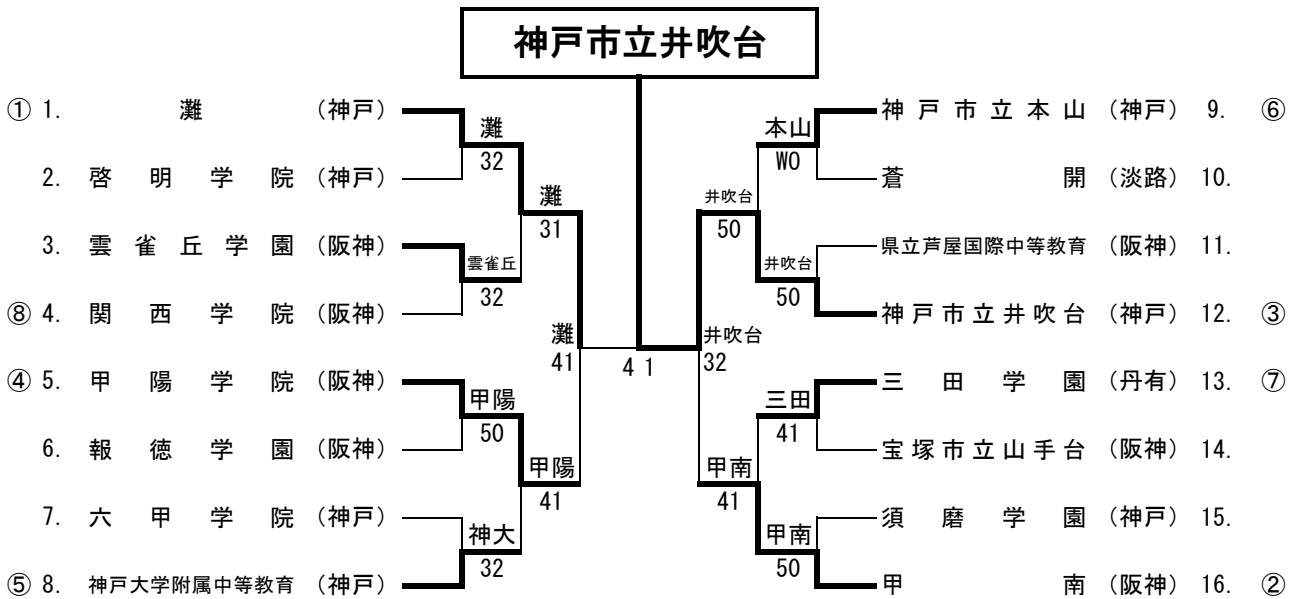 神戸市立井吹台
① 1. 灘 (神戸)
2. 啓明学院 (神戸)
3. 雲雀丘学園 (阪神)
⑧ 4. 関西学院 (阪神)
④ 5. 甲陽学院 (阪神)
6. 報徳学園 (阪神)
7. 六甲学院 (神戸)
⑤ 8. 神戸大学附属中等教育 (神戸)
灘
32
雲雀丘
32
甲陽
50
神大
32
灘
31
甲陽
41
灘
41
4 1
井吹台
32
井吹台
50
甲南
41
本山
WO
井吹台
50
三田
41
甲南
50
神戸市立本山 (神戸) 9. ⑥
蒼開 (淡路) 10.
県立芦屋国際中等教育 (阪神) 11.
神戸市立井吹台 (神戸) 12. ③
三田学園 (丹有) 13. ⑦
宝塚市立山手台 (阪神) 14.
須磨学園 (神戸) 15.
甲南 (阪神) 16. ②